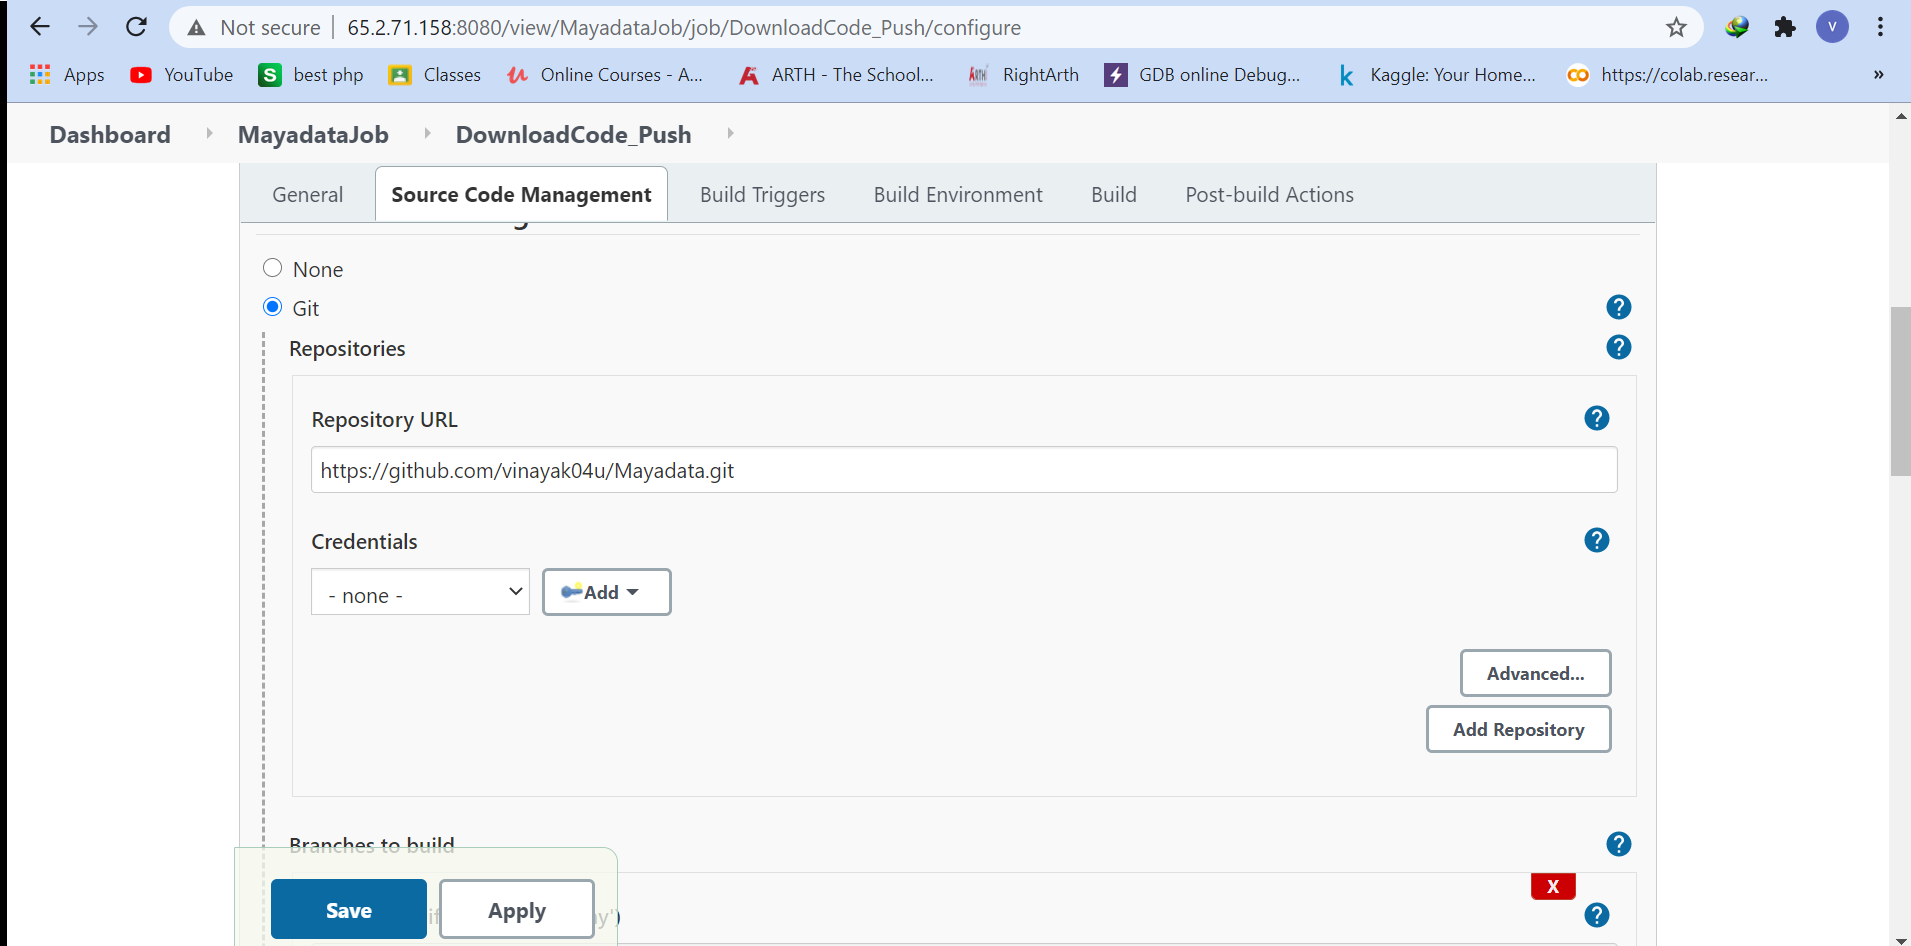 Not secure | 65.2.71.158:8080/view/MayadataJob/job/DownloadCode_Push/configure V
Apps YouTube S best php Classes Online Courses - A... ARTH - The School... RightArth GDB online Debug... k Kaggle: Your Home... https://colab.resear... »
Dashboard MayadataJob DownloadCode_Push
General Source Code Management Build Triggers Build Environment Build Post-build Actions
None
Git ?
Repositories ?
Repository URL ?
https://github.com/vinayak04u/Mayadata.git
Credentials ?
- none - Add
Advanced...
Add Repository
Branches to build ?
X
Save Apply ?